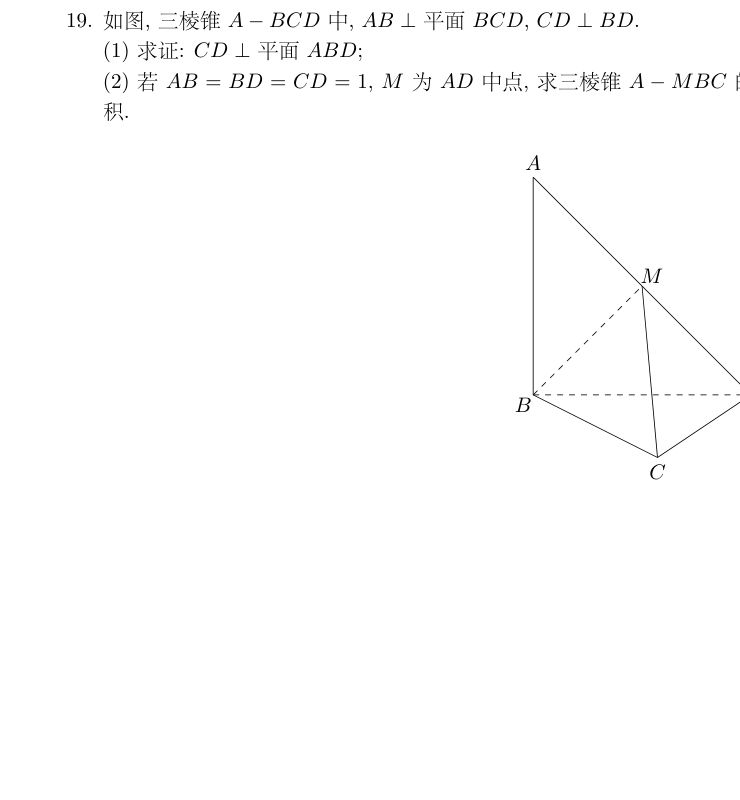 19. 如图, 三棱锥 A − BCD 中, AB ⊥ 平面 BCD, CD ⊥ BD.
(1) 求证: CD ⊥ 平面 ABD;
(2) 若 AB = BD = CD = 1, M 为 AD 中点, 求三棱锥 A − MBC
积.
A
M
B
C